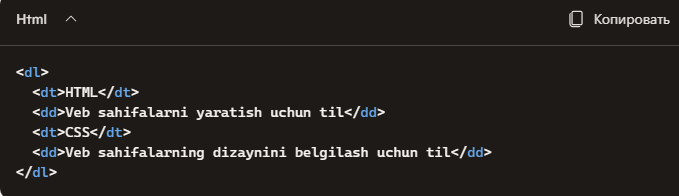 Html
Копировать
<dl>
  <dt>HTML</dt>
  <dd>Veb sahifalarni yaratish uchun til</dd>
  <dt>CSS</dt>
  <dd>Veb sahifalarning dizaynini belgilash uchun til</dd>
</dl>